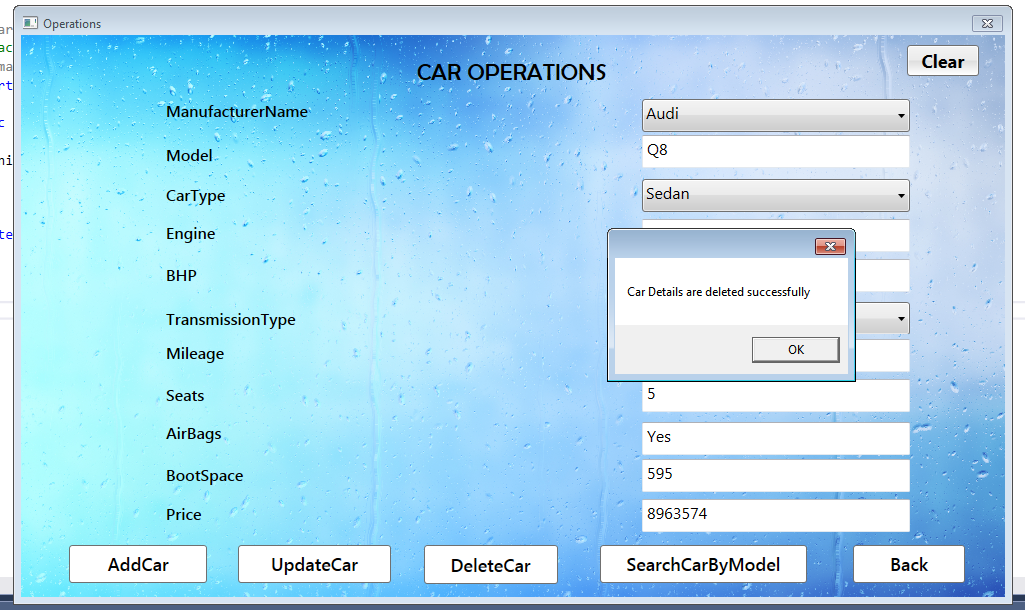 Operations
Clear
CAR OPERATIONS
ManufacturerName
Audi
Model
Q8
CarType
Sedan
Engine
BHP
Car Details are deleted successfully
TransmissionType
OK
Mileage
Seats
5
AirBags
Yes
BootSpace
595
Price
8963574
AddCar
UpdateCar
DeleteCar
SearchCarByModel
Back